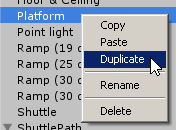 Floor & Ceiling
Platform
Point light
Ramp (19 c
Ramp (25 c
Ramp (30 c
Ramp (30 c
Shuttle
ShuttlePath
Copy
Paste
Duplicate
Rename
Delete